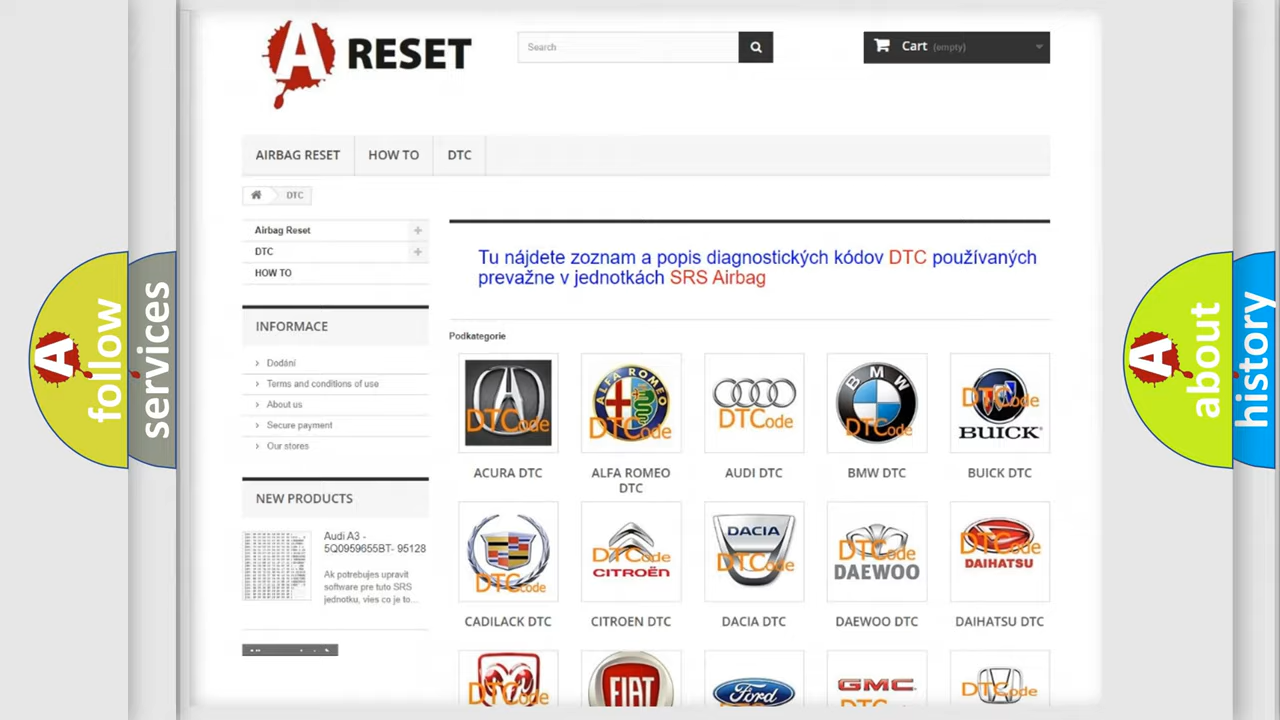 A RESET
Search
Cart (empty)
AIRBAG RESET
HOW TO
DTC
DTC
Airbag Reset
DTC
HOW TO
Tu nájdete zoznam a popis diagnostických kódov DTC používaných
prevažne v jednotkách SRS Airbag
INFORMACE
Dodání
Terms and conditions of use
About us
Secure payment
Our stores
NEW PRODUCTS
Audi A3 -
5Q0959655BT- 95128
Ak potrebujes upravit
software pre tuto SRS
jednotku, vies co je to...
Podkategorie
DTCode
ALFA ROMEO
DTCode
DTCode
BMW
DTCode
DTCode
BUICK
ACURA DTC
ALFA ROMEO
DTC
AUDI DTC
BMW DTC
BUICK DTC
DTCode
DTCode
CITROËN
DACIA
DTCode
DTCode
DAEWOO
DTCode
DAIHATSU
CADILACK DTC
CITROEN DTC
DACIA DTC
DAEWOO DTC
DAIHATSU DTC
DTCode
FIAT
Ford
GMC
DTCode
A follow
services
A about
history